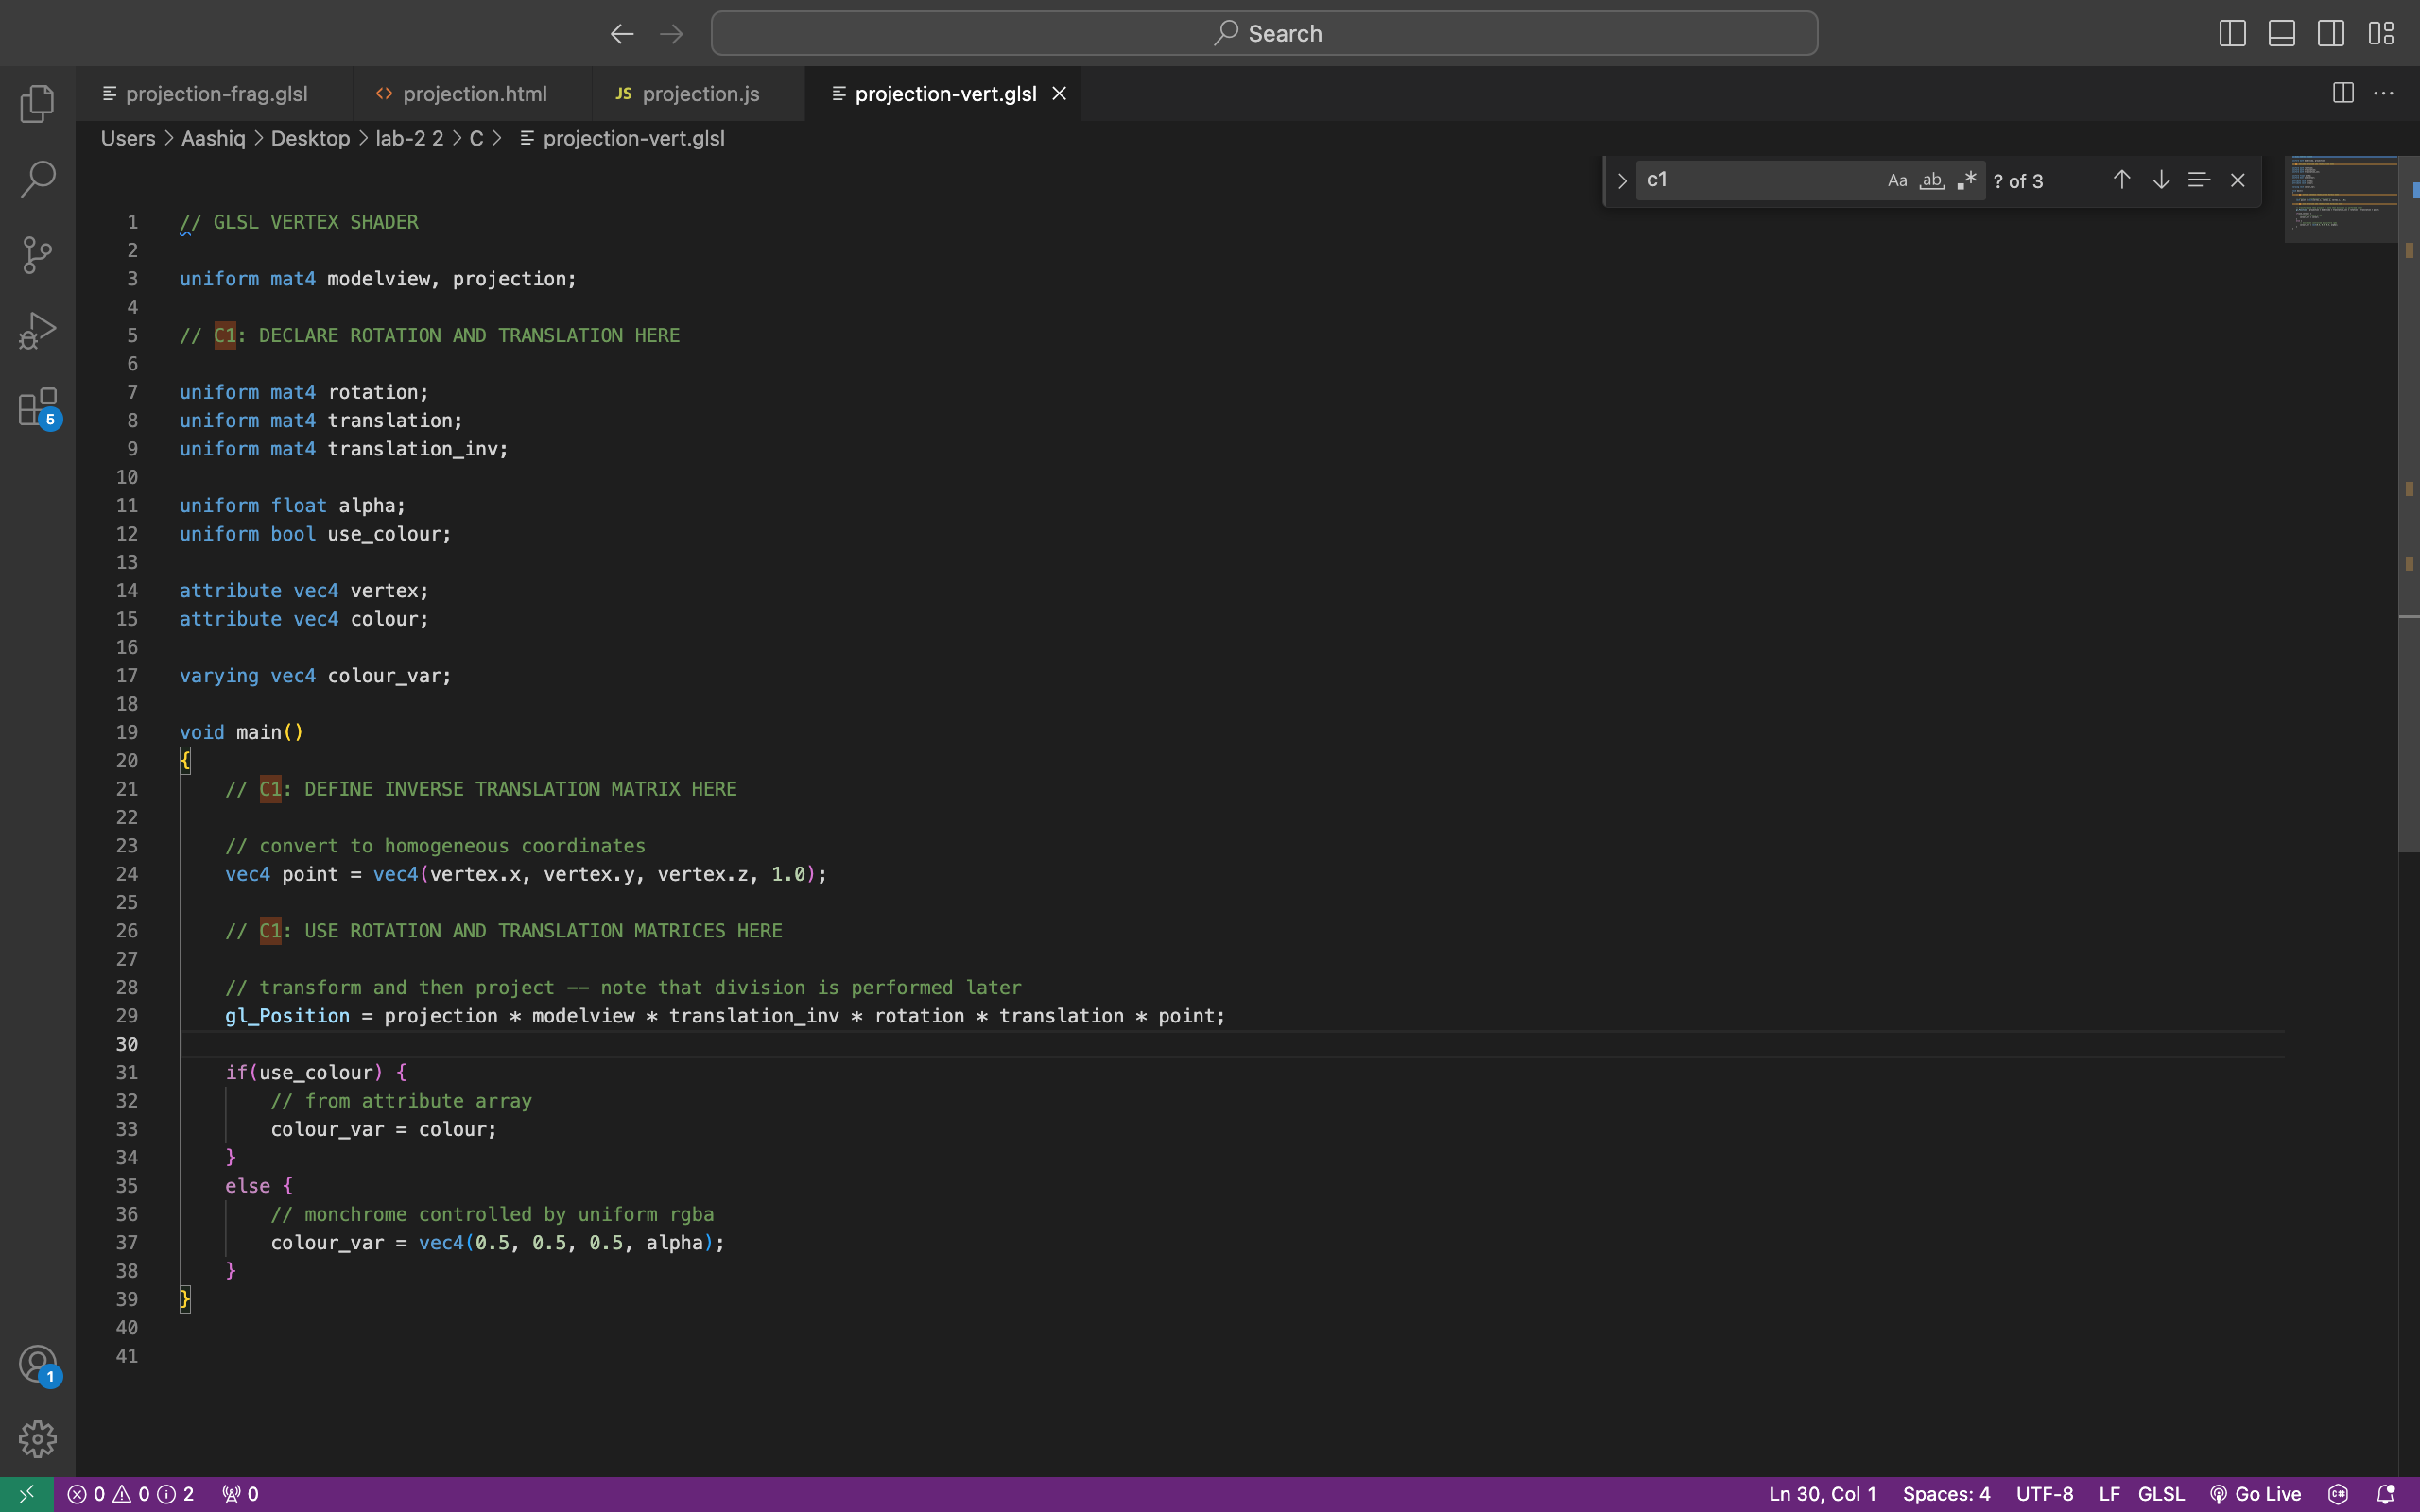 Search
projection-frag.glsl
projection.html
JS projection.js
projection-vert.glsl
Users > Aashiq > Desktop > lab-2 2 > C > projection-vert.glsl
c1 Aa ab ? of 3
1 // GLSL VERTEX SHADER
2
3 uniform mat4 modelview, projection;
4
5 // C1: DECLARE ROTATION AND TRANSLATION HERE
6
7 uniform mat4 rotation;
8 uniform mat4 translation;
9 uniform mat4 translation_inv;
10
11 uniform float alpha;
12 uniform bool use_colour;
13
14 attribute vec4 vertex;
15 attribute vec4 colour;
16
17 varying vec4 colour_var;
18
19 void main()
20 {
21 // C1: DEFINE INVERSE TRANSLATION MATRIX HERE
22
23 // convert to homogeneous coordinates
24 vec4 point = vec4(vertex.x, vertex.y, vertex.z, 1.0);
25
26 // C1: USE ROTATION AND TRANSLATION MATRICES HERE
27
28 // transform and then project -- note that division is performed later
29 gl_Position = projection * modelview * translation_inv * rotation * translation * point;
30
31 if(use_colour) {
32 // from attribute array
33 colour_var = colour;
34 }
35 else {
36 // monchrome controlled by uniform rgba
37 colour_var = vec4(0.5, 0.5, 0.5, alpha);
38 }
39 }
40
41
5
1
0 0 2 0
Ln 30, Col 1 Spaces: 4 UTF-8 LF GLSL Go Live